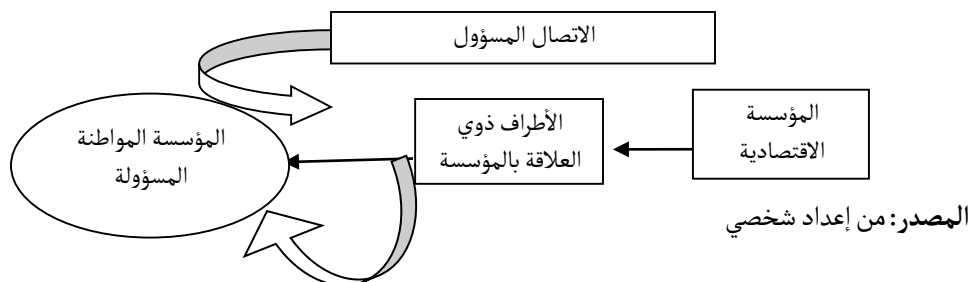 الاتصال المسؤول
المؤسسة
الاقتصادية
الأطراف ذوي
العلاقة بالمؤسسة
المؤسسة المواطنة
المسؤولة
المصدر: من إعداد شخصي